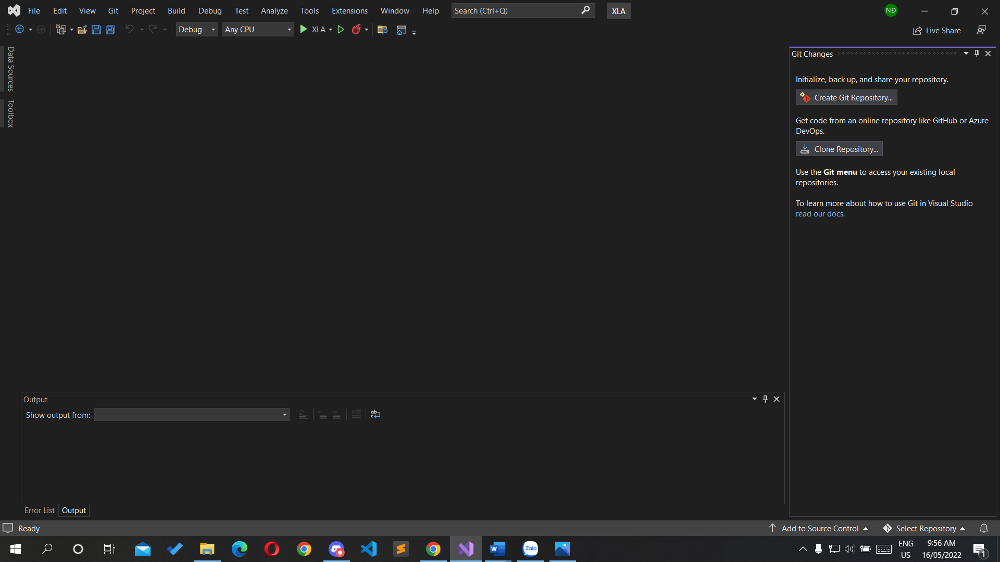 File Edit View Git Project Build Debug Test Analyze Tools Extensions Window Help Search (Ctrl+Q) XLA NĐ
Debug Any CPU XLA Live Share
Data Sources
Toolbox
Git Changes
Initialize, back up, and share your repository.
Create Git Repository...
Get code from an online repository like GitHub or Azure
DevOps.
Clone Repository...
Use the Git menu to access your existing local
repositories.
To learn more about how to use Git in Visual Studio
read our docs.
Output
Show output from:
Error List Output
Ready Add to Source Control Select Repository
Zalo
ENG
US
9:56 AM
16/05/2022
1